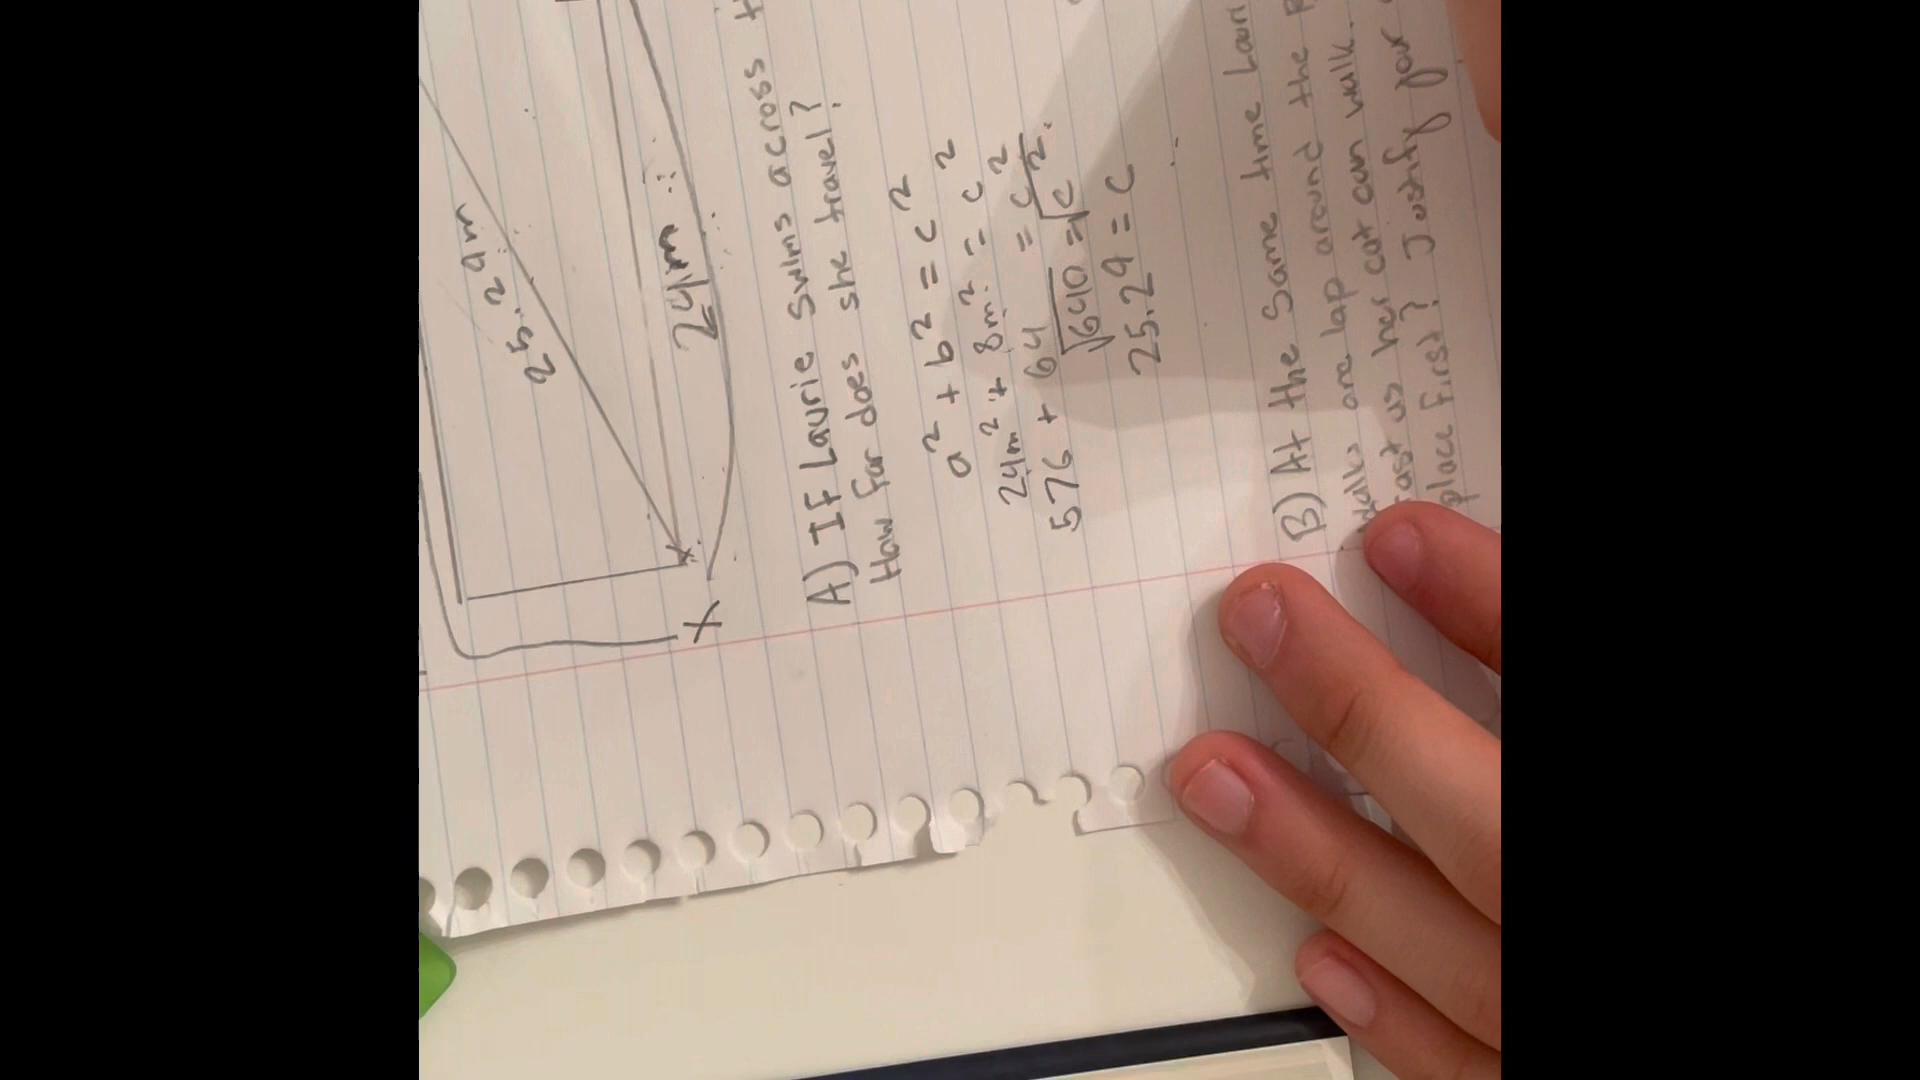 25.29m
24m
X
x
A) If Laurie swims across
How far does she travel?
a² + b² = c²
24m² + 8m² = c²
576 + 64 = c²
√640 = √c²
25.29 = c
B) At the same time Lauri
walks one lap around the
fast as her cat can walk.
place first? Justify your